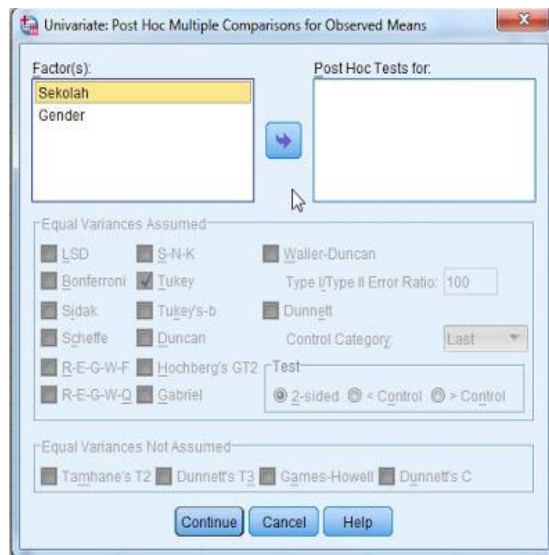 Univariate: Post Hoc Multiple Comparisons for Observed Means
Factor(s):
Sekolah
Gender
Post Hoc Tests for:
Equal Variances Assumed
LSD S-N-K Waller-Duncan
Bonferroni Tukey Type I/Type II Error Ratio: 100
Sidak Tukey's-b Dunnett
Scheffe Duncan Control Category: Last
R-E-G-W-F Hochberg's GT2 Test
R-E-G-W-Q Gabriel 2-sided < Control > Control
Equal Variances Not Assumed
Tamhane's T2 Dunnett's T3 Games-Howell Dunnett's C
Continue Cancel Help